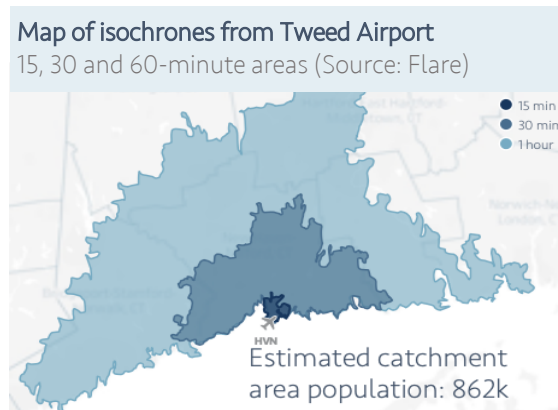 Map of isochrones from Tweed Airport
15, 30 and 60-minute areas (Source: Flare)
15 min
30 min
1 hour
HVN
Estimated catchment
area population: 862k